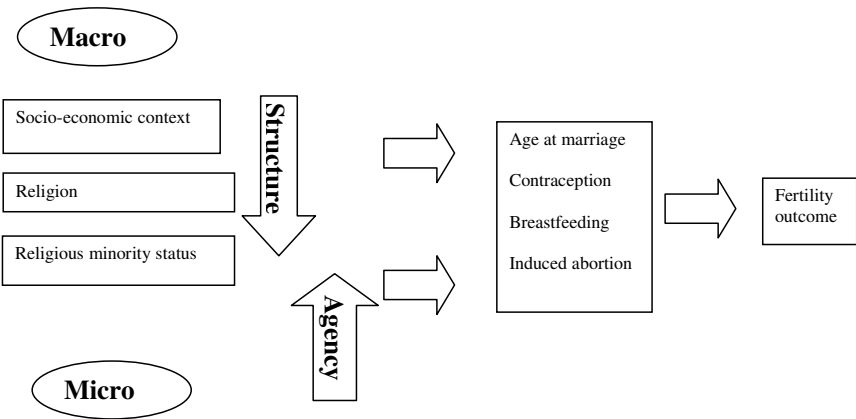 Macro
Socio-economic context
Religion
Religious minority status
Structure
Agency
Micro
Age at marriage
Contraception
Breastfeeding
Induced abortion
Fertility
outcome